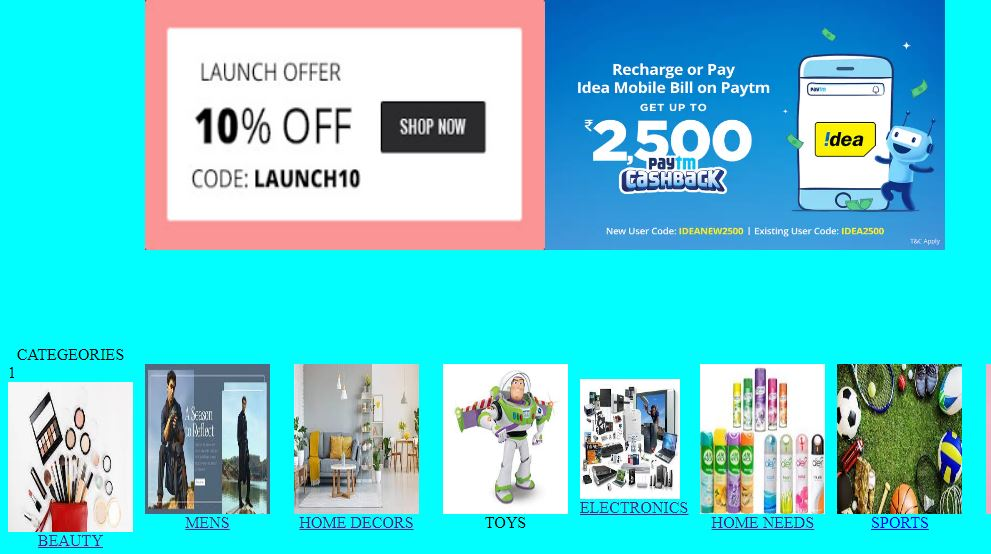 LAUNCH OFFER
10% OFF
SHOP NOW
CODE: LAUNCH10
Recharge or Pay
Idea Mobile Bill on Paytm
GET UP TO
₹2,500
paytm
CASHBACK
paytm
!dea
New User Code: IDEANEW2500 | Existing User Code: IDEA2500
T&C Apply
CATEGEORIES
1
A Season
to Reflect
BEAUTY
MENS
HOME DECORS
TOYS
ELECTRONICS
HOME NEEDS
SPORTS